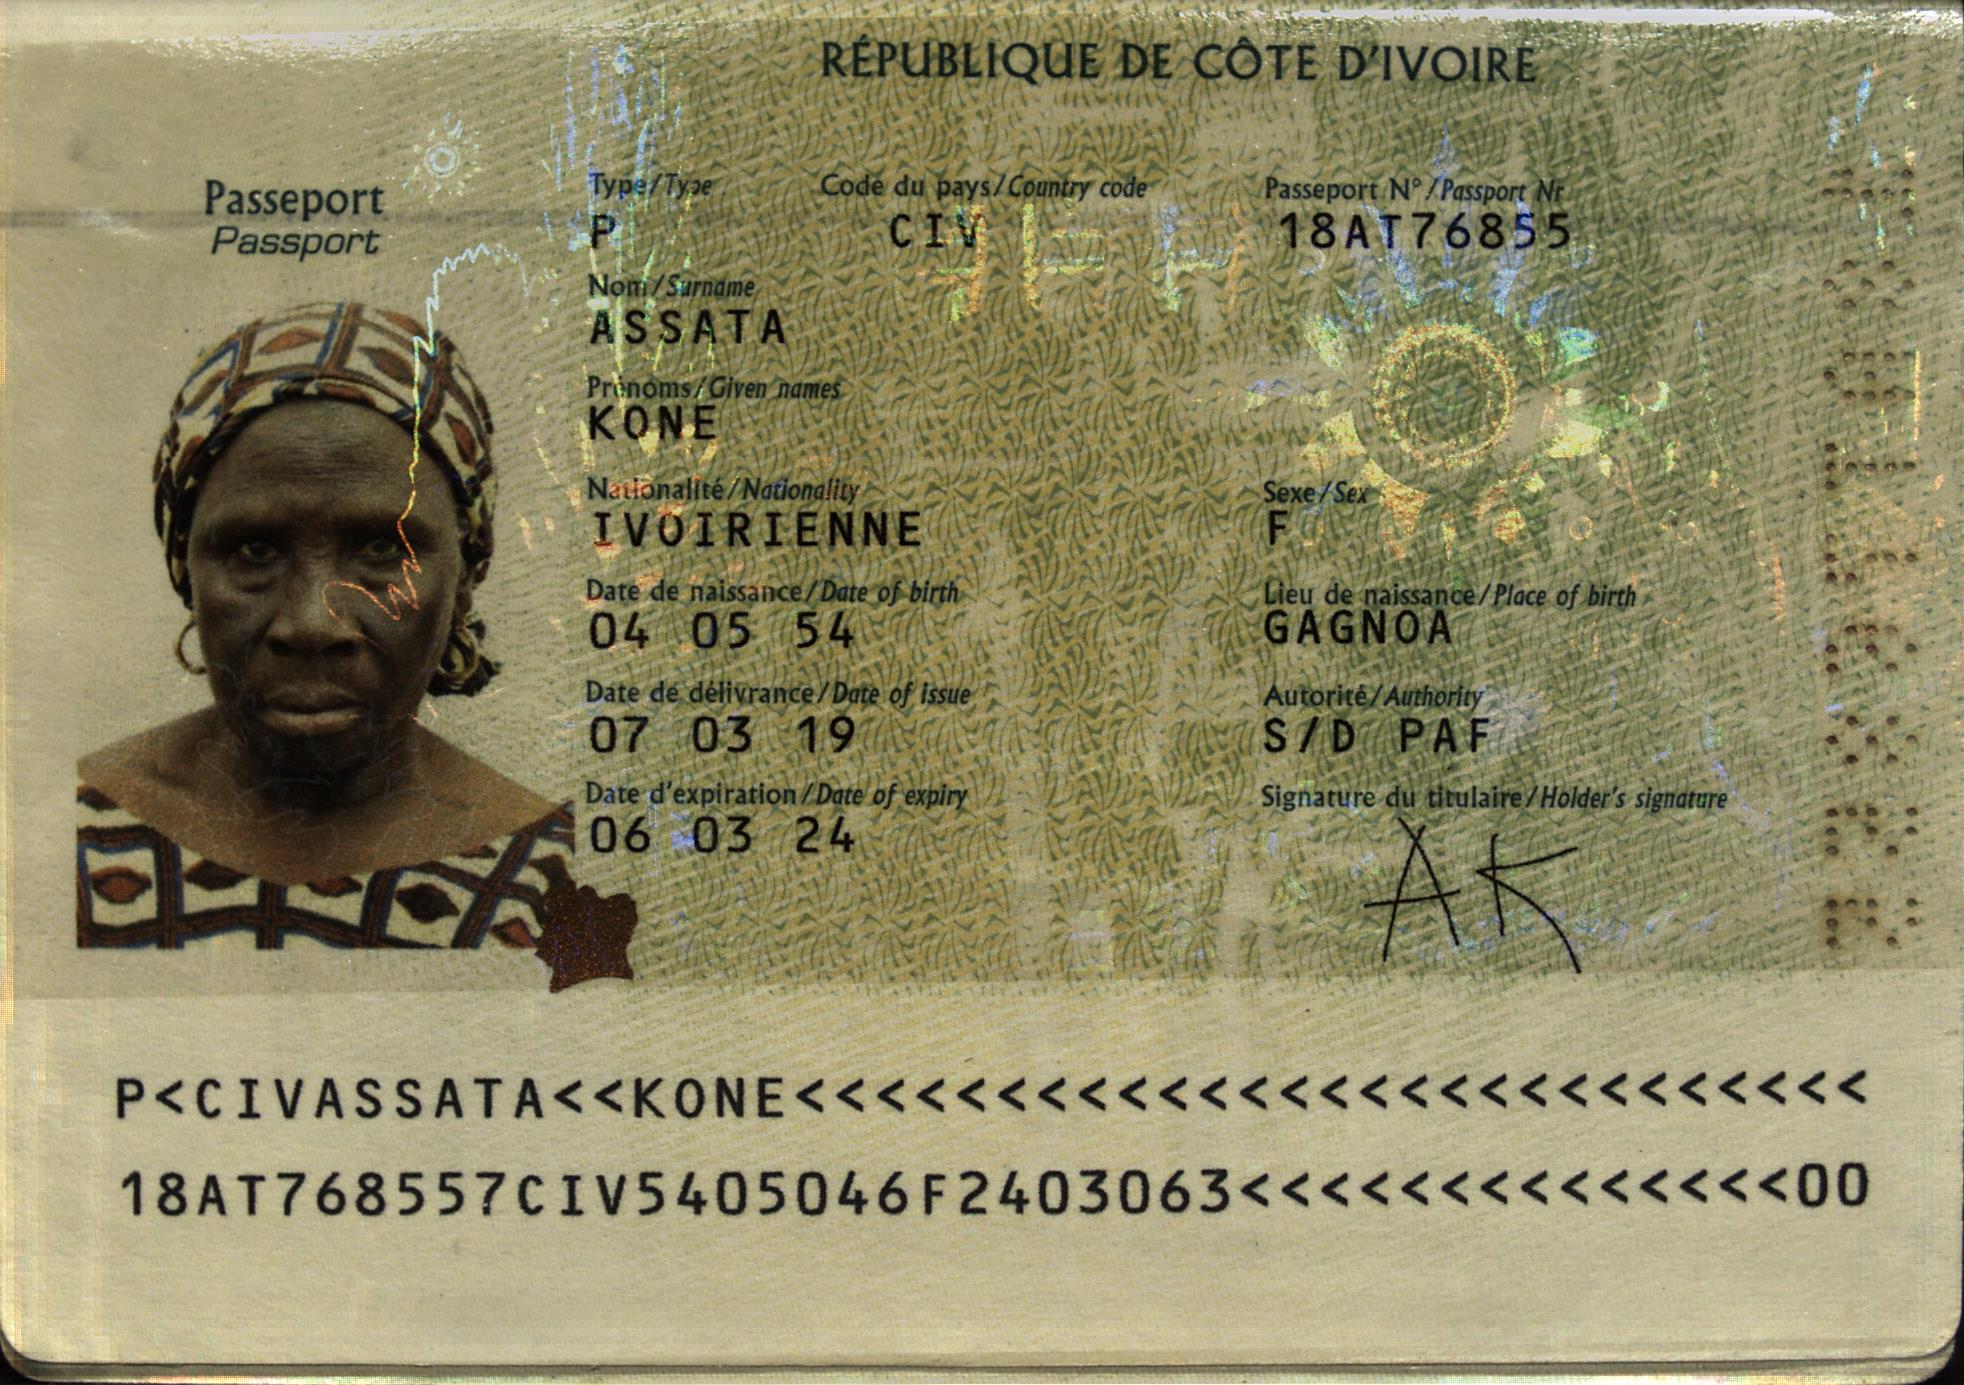 RÉPUBLIQUE DE CÔTE D'IVOIRE
Passeport
Passport
Type/Type
P
Code du pays/Country code
CIV
Passeport N°/Passport Nr
18AT76855
Nom/Surname
ASSATA
Prénoms/Given names
KONE
Nationalité/Nationality
IVOIRIENNE
Sexe/Sex
F
Date de naissance/Date of birth
04 05 54
Lieu de naissance/Place of birth
GAGNOA
Date de délivrance/Date of issue
07 03 19
Autorité/Authority
S/D PAF
Date d'expiration/Date of expiry
06 03 24
Signature du titulaire/Holder's signature
AK
P<CIVASSATA<<KONE<<<<<<<<<<<<<<<<<<<<<<<<<<<
18AT768557CIV5405046F2403063<<<<<<<<<<<<<<00